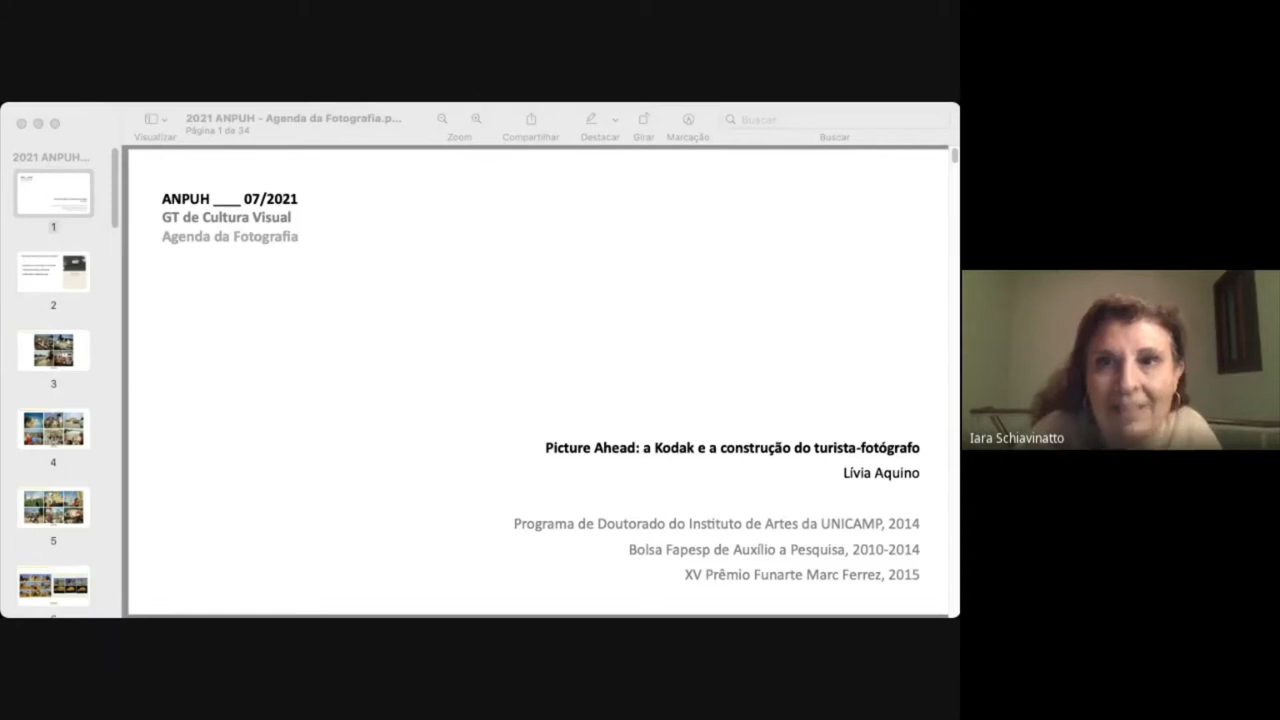 2021 ANPUH - Agenda da Fotografia.p...
Página 1 de 34
Visualizar
Zoom
Compartilhar
Destacar
Girar
Marcação
Buscar
Buscar
2021 ANPUH...
1
2
3
4
5
ANPUH ____ 07/2021
GT de Cultura Visual
Agenda da Fotografia
Picture Ahead: a Kodak e a construção do turista-fotógrafo
Lívia Aquino
Programa de Doutorado do Instituto de Artes da UNICAMP, 2014
Bolsa Fapesp de Auxílio a Pesquisa, 2010-2014
XV Prêmio Funarte Marc Ferrez, 2015
Iara Schiavinatto